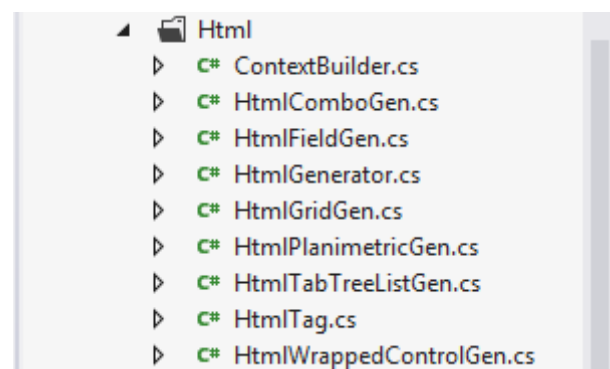 Html
C# ContextBuilder.cs
C# HtmlComboGen.cs
C# HtmlFieldGen.cs
C# HtmlGenerator.cs
C# HtmlGridGen.cs
C# HtmlPlanimetricGen.cs
C# HtmlTabTreeListGen.cs
C# HtmlTag.cs
C# HtmlWrappedControlGen.cs